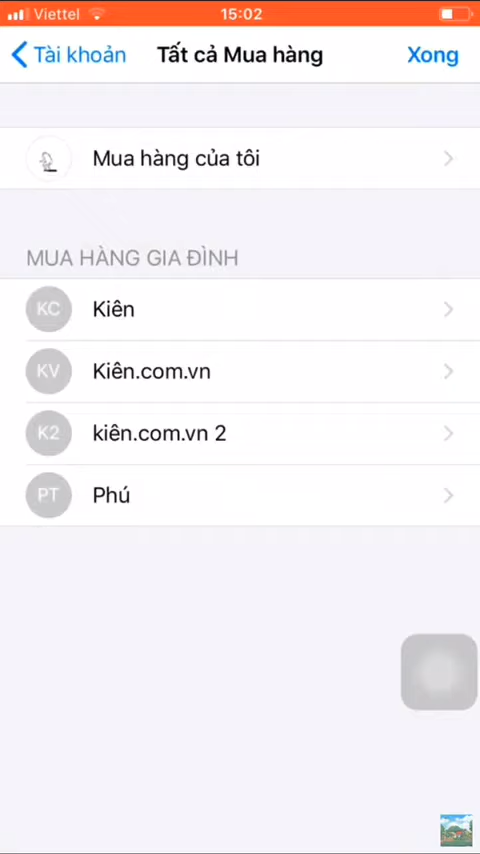 Viettel 15:02
Tài khoản Tất cả Mua hàng Xong
Mua hàng của tôi
MUA HÀNG GIA ĐÌNH
KC Kiên
KV Kiên.com.vn
K2 kiên.com.vn 2
PT Phú